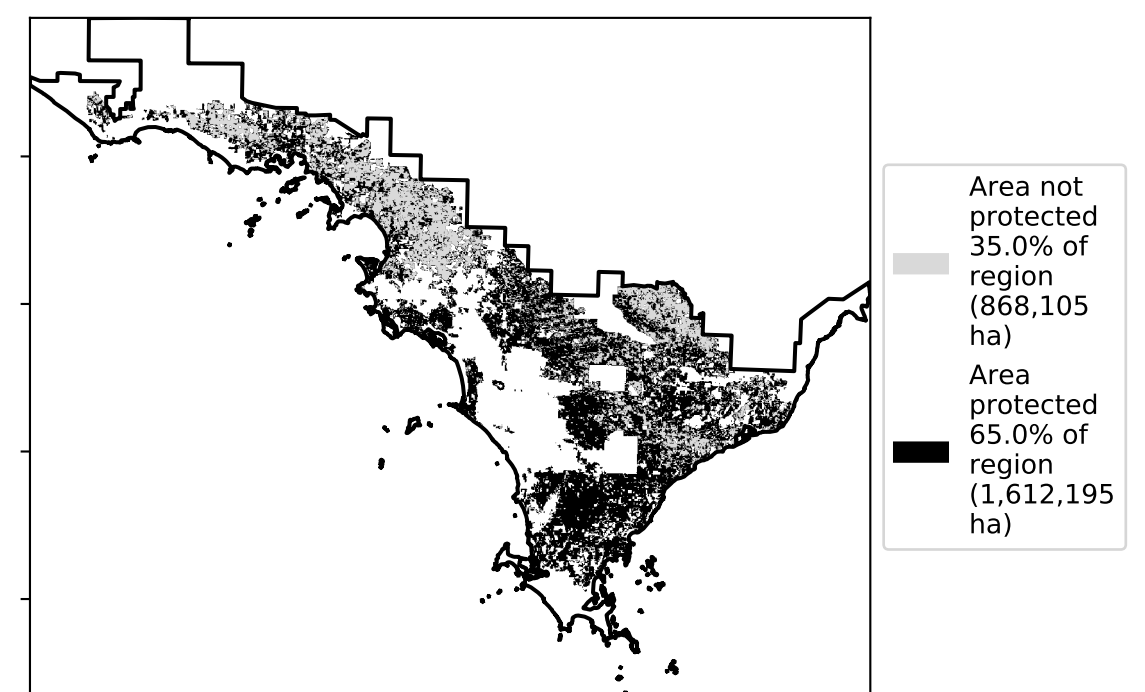 Area not
protected
35.0% of
region
(868,105
ha)
Area
protected
65.0% of
region
(1,612,195
ha)